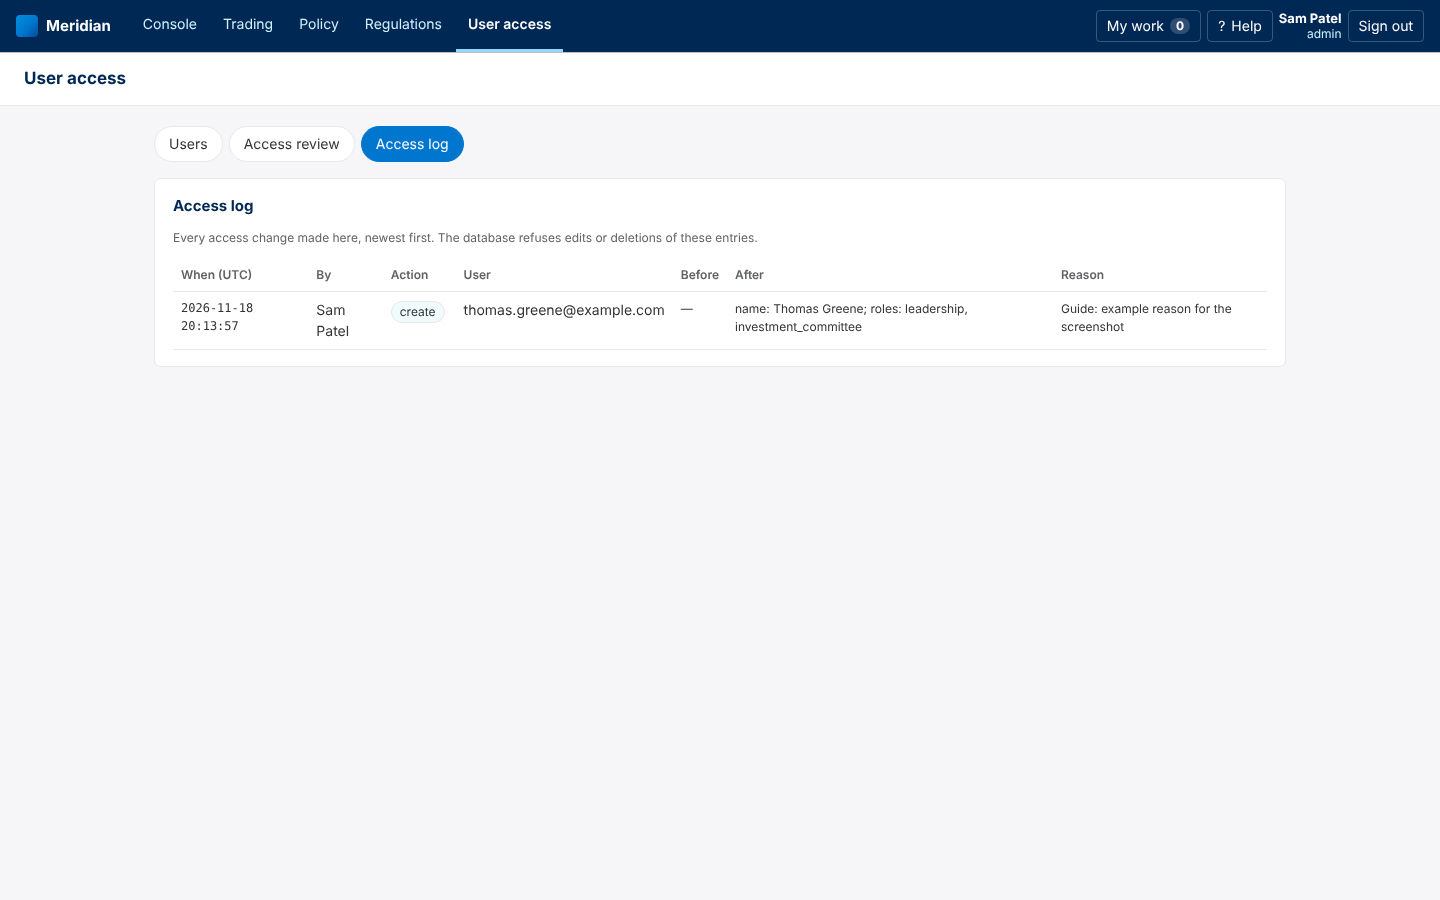 Meridian
Console
Trading
Policy
Regulations
User access
My work 0
? Help
Sam Patel
admin
Sign out
User access
Users
Access review
Access log
Access log
Every access change made here, newest first. The database refuses edits or deletions of these entries.
When (UTC) By Action User Before After Reason
2026-11-18 20:13:57
Sam Patel
create
thomas.greene@example.com
—
name: Thomas Greene; roles: leadership,
investment_committee
Guide: example reason for the
screenshot